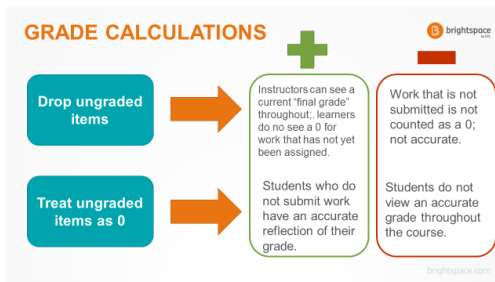 GRADE CALCULATIONS
brightspace
Drop ungraded
items
Instructors can see a
current "final grade"
throughout;. learners
do no see a 0 for
work that has not yet
been assigned.
Work that is not
submitted is not
counted as a 0;
not accurate.
Treat ungraded
items as 0
Students who do
not submit work
have an accurate
reflection of their
grade.
Students do not
view an accurate
grade throughout
the course.
brightspace.com